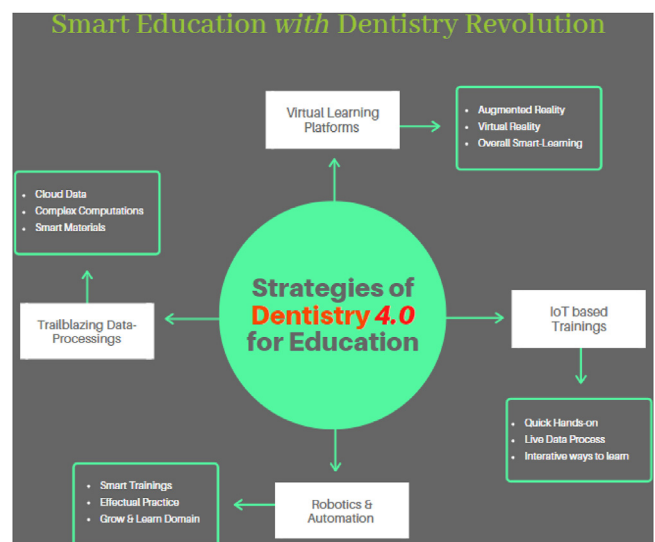 Smart Education with Dentistry Revolution
Virtual Learning
Platforms
Augmented Reality
Virtual Reality
Overall Smart-Learning
Cloud Data
Complex Computations
Smart Materials
Strategies of
Dentistry 4.0
for Education
Trailblazing Data-
Processings
IoT based
Trainings
Quick Hands-on
Live Data Process
Interative ways to learn
Smart Trainings
Effectual Practice
Grow & Learn Domain
Robotics &
Automation